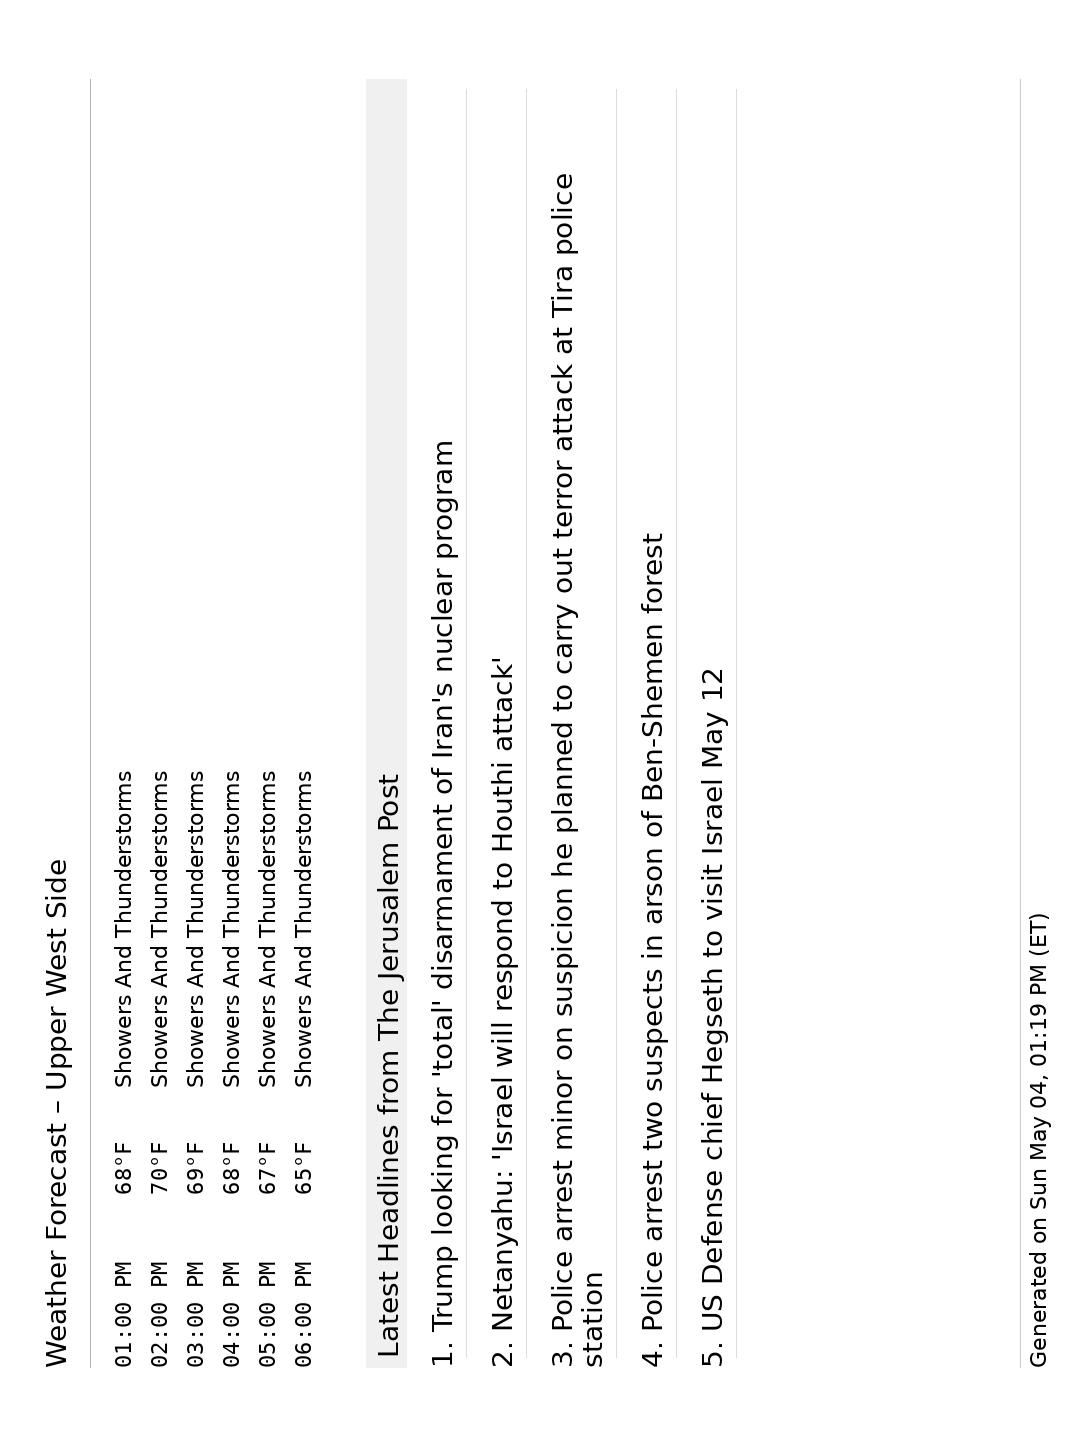 Weather Forecast – Upper West Side
01:00 PM 68°F Showers And Thunderstorms
02:00 PM 70°F Showers And Thunderstorms
03:00 PM 69°F Showers And Thunderstorms
04:00 PM 68°F Showers And Thunderstorms
05:00 PM 67°F Showers And Thunderstorms
06:00 PM 65°F Showers And Thunderstorms
Latest Headlines from The Jerusalem Post
1. Trump looking for 'total' disarmament of Iran's nuclear program
2. Netanyahu: 'Israel will respond to Houthi attack'
3. Police arrest minor on suspicion he planned to carry out terror attack at Tira police
station
4. Police arrest two suspects in arson of Ben-Shemen forest
5. US Defense chief Hegseth to visit Israel May 12
Generated on Sun May 04, 01:19 PM (ET)